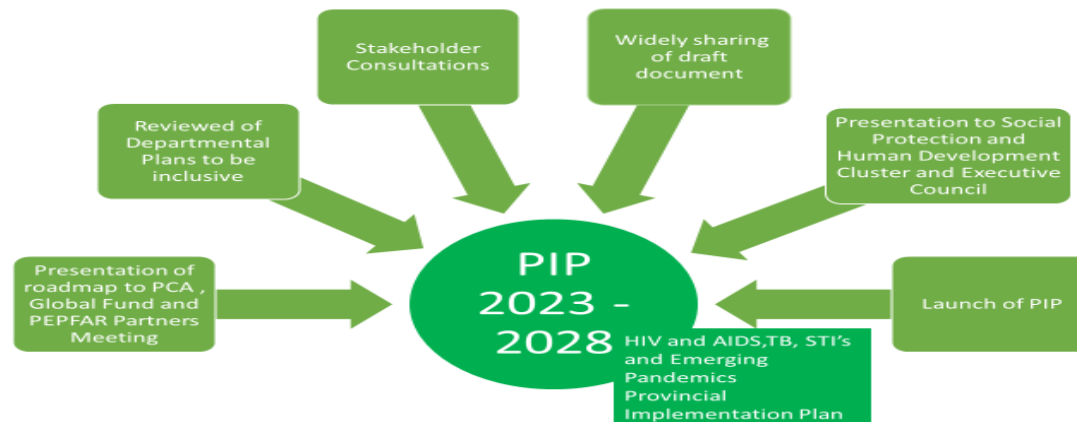 Stakeholder
Consultations
Widely sharing
of draft
document
Reviewed of
Departmental
Plans to be
inclusive
Presentation to Social
Protection and
Human Development
Cluster and Executive
Council
Presentation of
roadmap to PCA ,
Global Fund and
PEPFAR Partners
Meeting
PIP
2023 -
2028
Launch of PIP
HIV and AIDS,TB, STI's
and Emerging
Pandemics
Provincial
Implementation Plan